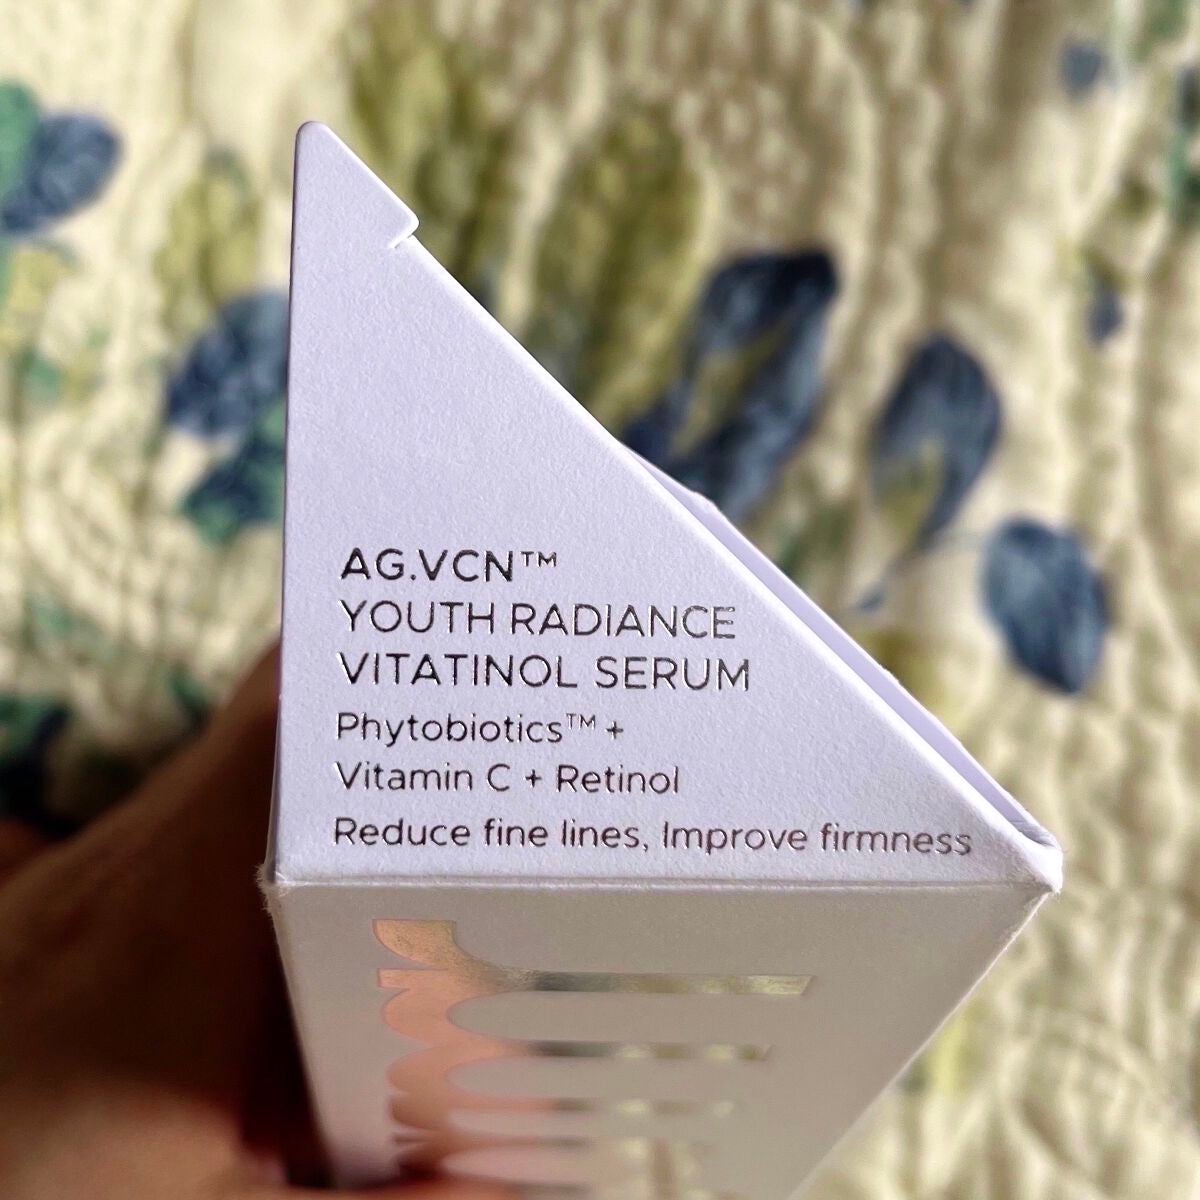 AG.VCN™
YOUTH RADIANCE
VITATINOL SERUM
Phytobiotics™ +
Vitamin C + Retinol
Reduce fine lines, Improve firmness